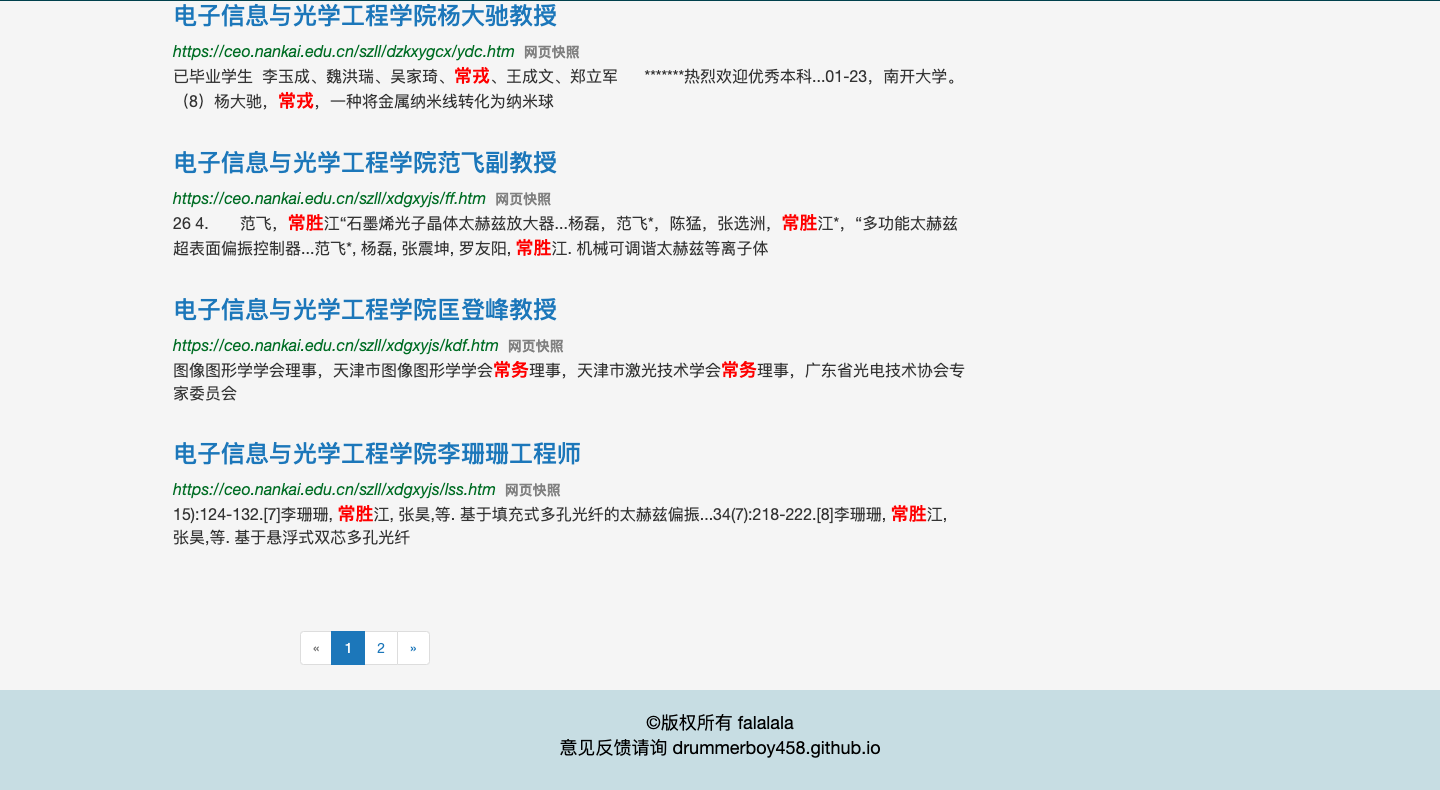 电子信息与光学工程学院杨大驰教授
https://ceo.nankai.edu.cn/szll/dzkxygcx/ydc.htm 网页快照
已毕业学生 李玉成、魏洪瑞、吴家琦、常戎、王成文、郑立军 *******热烈欢迎优秀本科...01-23，南开大学。
（8）杨大驰，常戎，一种将金属纳米线转化为纳米球
电子信息与光学工程学院范飞副教授
https://ceo.nankai.edu.cn/szll/xdgxyjs/ff.htm 网页快照
26 4. 范飞，常胜江“石墨烯光子晶体太赫兹放大器...杨磊，范飞*，陈猛，张选洲，常胜江*，“多功能太赫兹
超表面偏振控制器...范飞*, 杨磊, 张震坤, 罗友阳, 常胜江. 机械可调谐太赫兹等离子体
电子信息与光学工程学院匡登峰教授
https://ceo.nankai.edu.cn/szll/xdgxyjs/kdf.htm 网页快照
图像图形学学会理事，天津市图像图形学学会常务理事，天津市激光技术学会常务理事，广东省光电技术协会专
家委员会
电子信息与光学工程学院李珊珊工程师
https://ceo.nankai.edu.cn/szll/xdgxyjs/lss.htm 网页快照
15):124-132.[7]李珊珊, 常胜江, 张昊,等. 基于填充式多孔光纤的太赫兹偏振...34(7):218-222.[8]李珊珊, 常胜江,
张昊,等. 基于悬浮式双芯多孔光纤
« 1 2 »
©版权所有 falalala
意见反馈请询 drummerboy458.github.io